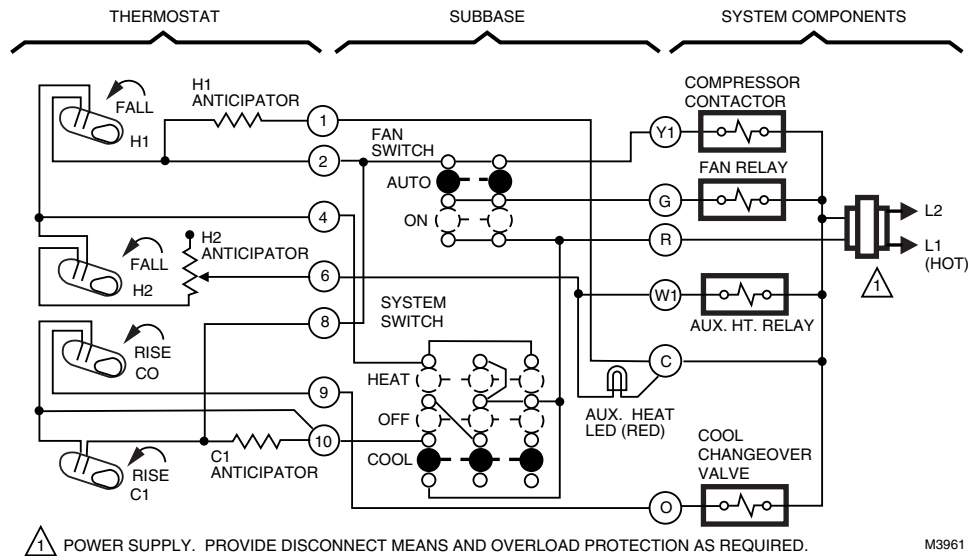 THERMOSTAT
SUBBASE
SYSTEM COMPONENTS
H1
ANTICIPATOR
FALL
H1
1
2
FAN
SWITCH
AUTO
ON
COMPRESSOR
CONTACTOR
Y1
FAN RELAY
G
R
L2
L1
(HOT)
1
4
H2
ANTICIPATOR
FALL
H2
6
8
SYSTEM
SWITCH
W1
AUX. HT. RELAY
RISE
CO
HEAT
OFF
COOL
C
AUX. HEAT
LED (RED)
9
10
C1
ANTICIPATOR
RISE
C1
COOL
CHANGEOVER
VALVE
O
1 POWER SUPPLY. PROVIDE DISCONNECT MEANS AND OVERLOAD PROTECTION AS REQUIRED.
M3961